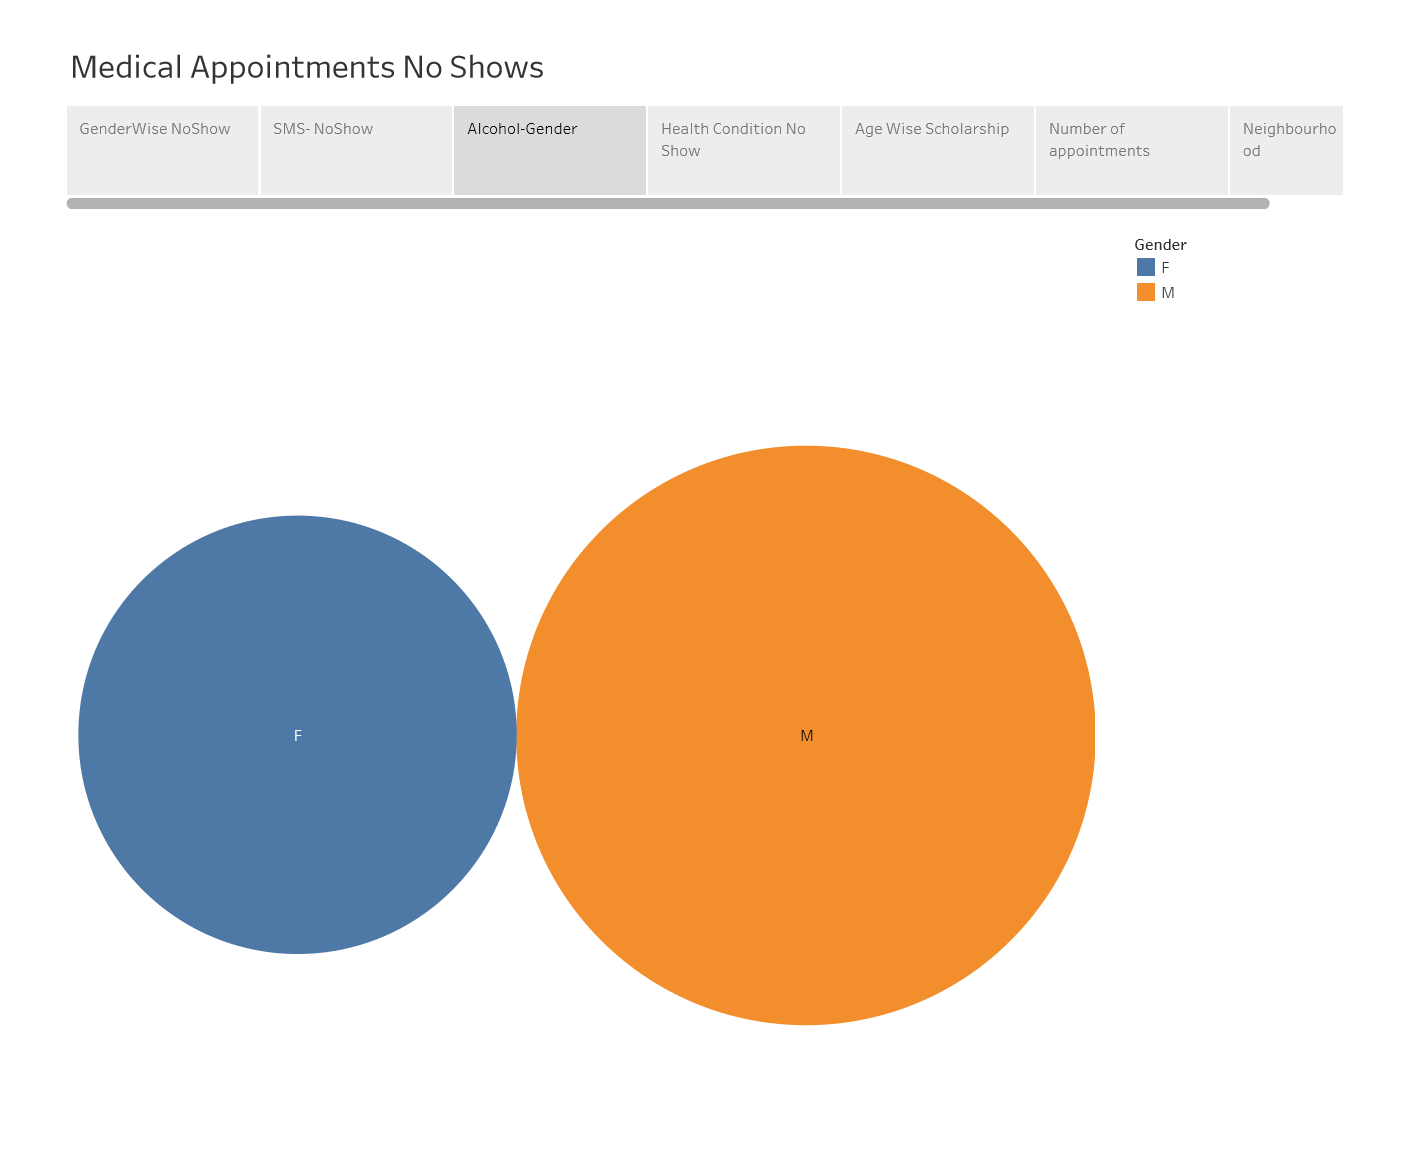 Medical Appointments No Shows
GenderWise NoShow
SMS- NoShow
Alcohol-Gender
Health Condition No
Show
Age Wise Scholarship
Number of
appointments
Neighbourho
od
Gender
F
M
F
M